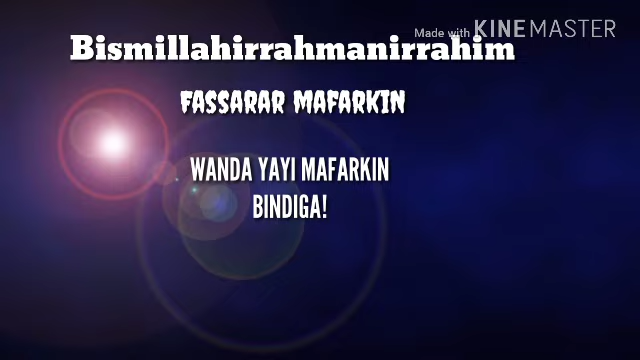 Made with KINEMASTER
Bismillahirrahmanirrahim
FASSARAR MAFARKIN
WANDA YAYI MAFARKIN
BINDIGA!